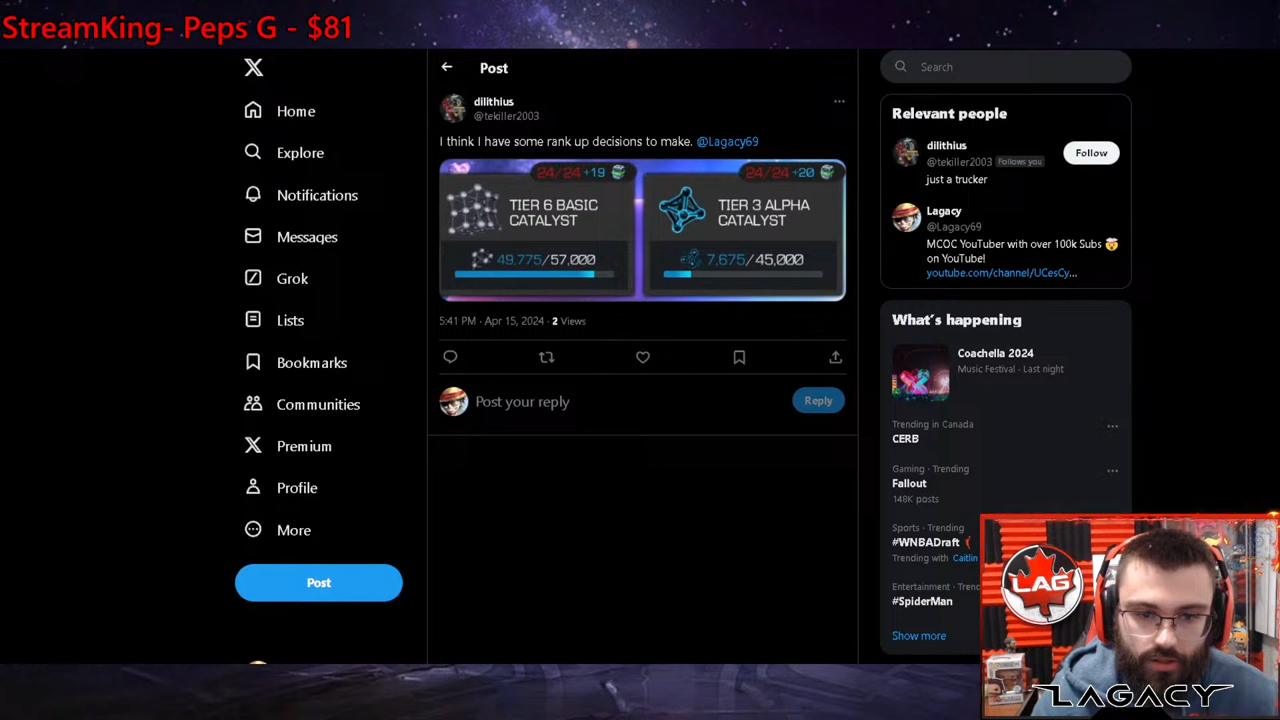 StreamKing- Peps G - $81
Post
Search
Home
Explore
Notifications
Messages
Grok
Lists
Bookmarks
Communities
Premium
Profile
More
Post
dilithius
@tekiller2003
I think I have some rank up decisions to make. @Lagacy69
24/24 +19
TIER 6 BASIC
CATALYST
49,775/57,000
24/24 +20
TIER 3 ALPHA
CATALYST
7,675/45,000
5:41 PM · Apr 15, 2024 · 2 Views
Post your reply
Reply
Relevant people
dilithius
@tekiller2003 Follows you
Follow
just a trucker
Lagacy
@Lagacy69
MCOC YouTuber with over 100k Subs 🤯
on YouTube!
youtube.com/channel/UCesCy...
What's happening
Coachella 2024
Music Festival · Last night
Trending in Canada
CERB
Gaming · Trending
Fallout
148K posts
Sports · Trending
#WNBADraft
Trending with Caitlin
Entertainment · Trend
#SpiderMan
Show more
LAG
LAGACY